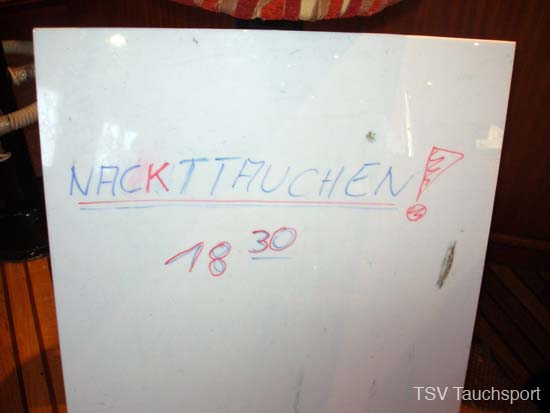 NACKTTAUCHEN!
18 30
TSV Tauchsport